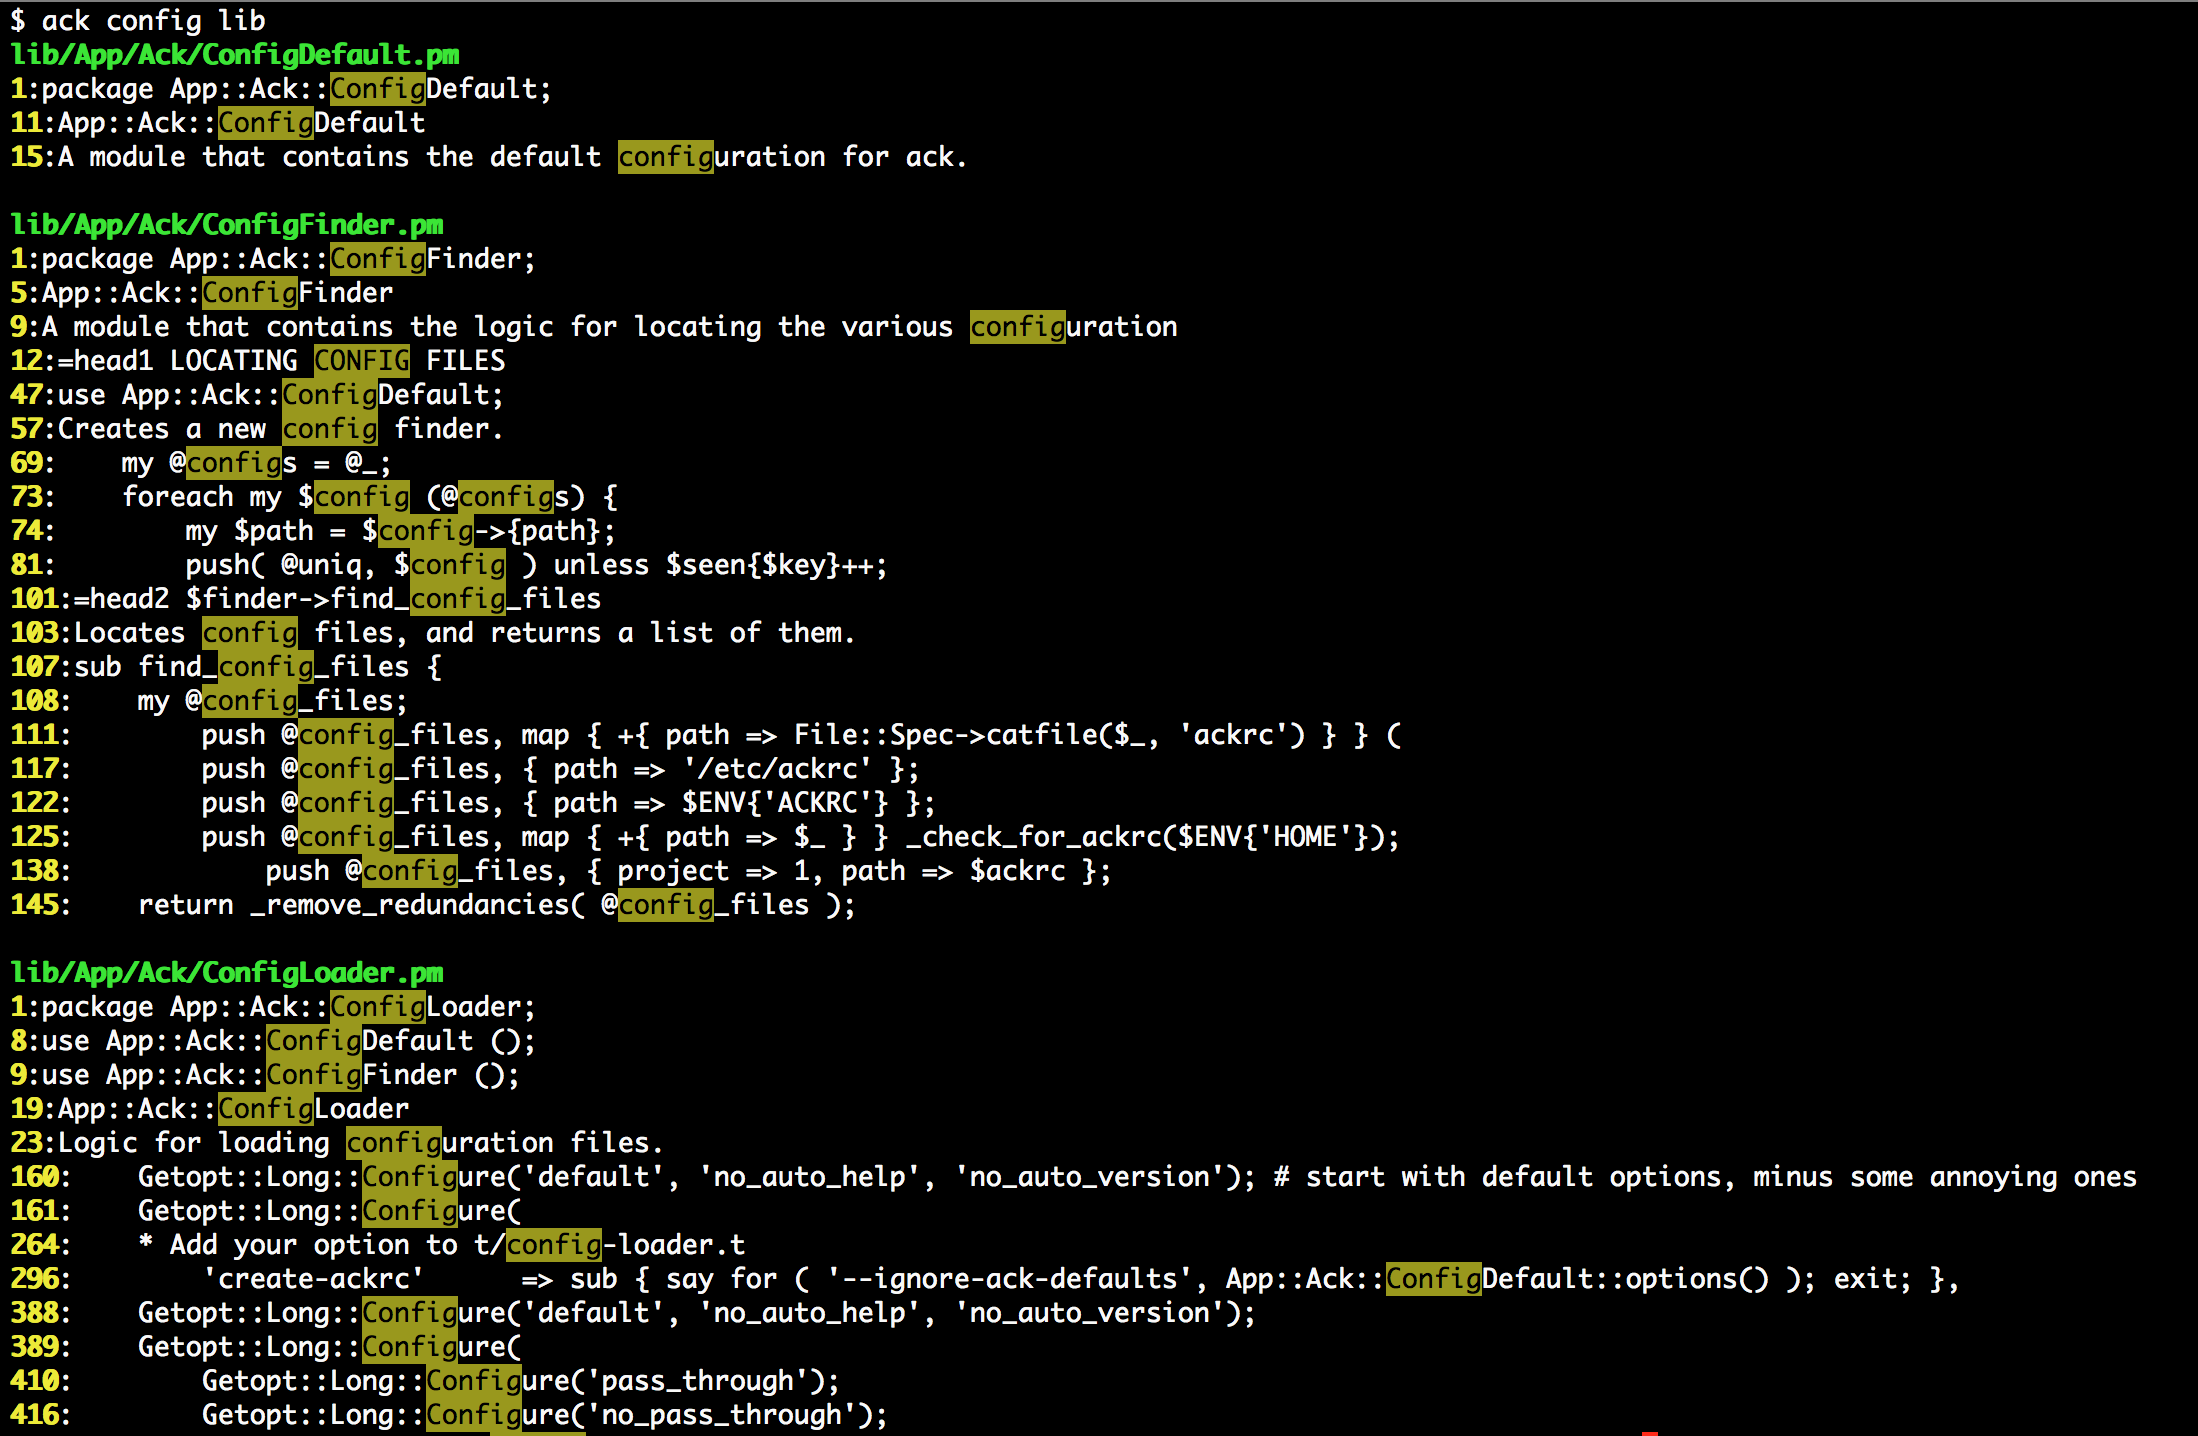 $ ack config lib
lib/App/Ack/ConfigDefault.pm
1:package App::Ack::ConfigDefault;
11:App::Ack::ConfigDefault
15:A module that contains the default configuration for ack.

lib/App/Ack/ConfigFinder.pm
1:package App::Ack::ConfigFinder;
5:App::Ack::ConfigFinder
9:A module that contains the logic for locating the various configuration
12:=head1 LOCATING CONFIG FILES
47:use App::Ack::ConfigDefault;
57:Creates a new config finder.
69:    my @configs = @_;
73:    foreach my $config (@configs) {
74:        my $path = $config->{path};
81:        push( @uniq, $config ) unless $seen{$key}++;
101:=head2 $finder->find_config_files
103:Locates config files, and returns a list of them.
107:sub find_config_files {
108:    my @config_files;
111:        push @config_files, map { +{ path => File::Spec->catfile($_, 'ackrc') } } (
117:        push @config_files, { path => '/etc/ackrc' };
122:        push @config_files, { path => $ENV{'ACKRC'} };
125:        push @config_files, map { +{ path => $_ } } _check_for_ackrc($ENV{'HOME'});
138:            push @config_files, { project => 1, path => $ackrc };
145:    return _remove_redundancies( @config_files );

lib/App/Ack/ConfigLoader.pm
1:package App::Ack::ConfigLoader;
8:use App::Ack::ConfigDefault ();
9:use App::Ack::ConfigFinder ();
19:App::Ack::ConfigLoader
23:Logic for loading configuration files.
160:    Getopt::Long::Configure('default', 'no_auto_help', 'no_auto_version'); # start with default options, minus some annoying ones
161:    Getopt::Long::Configure(
264:    * Add your option to t/config-loader.t
296:        'create-ackrc'      => sub { say for ( '--ignore-ack-defaults', App::Ack::ConfigDefault::options() ); exit; },
388:    Getopt::Long::Configure('default', 'no_auto_help', 'no_auto_version');
389:    Getopt::Long::Configure(
410:        Getopt::Long::Configure('pass_through');
416:        Getopt::Long::Configure('no_pass_through');